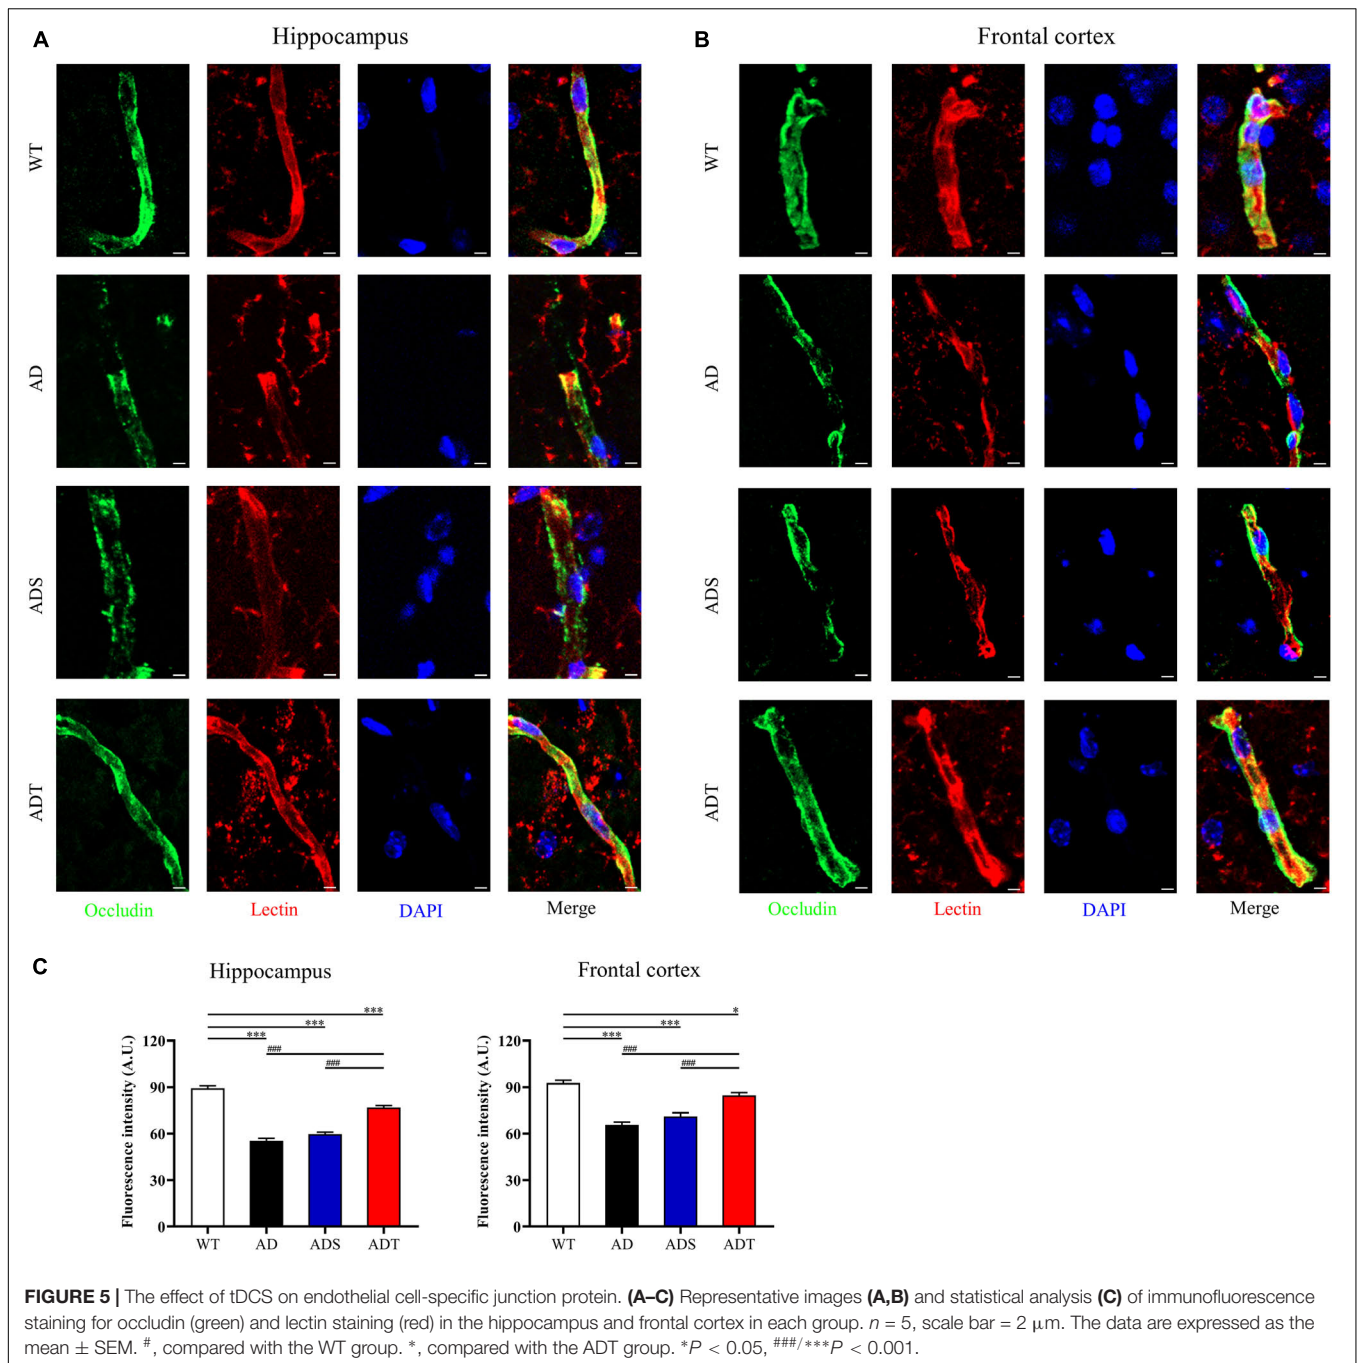 A
Hippocampus
B
Frontal cortex
WT
WT
AD
AD
ADS
ADS
ADT
ADT
Occludin Lectin DAPI Merge
Occludin Lectin DAPI Merge
C
Hippocampus
Frontal cortex
***
***
***
###
###
Fluorescence intensity (A.U.)
120
90
60
30
0
WT AD ADS ADT
*
***
***
###
###
Fluorescence intensity (A.U.)
120
90
60
30
0
WT AD ADS ADT
FIGURE 5 | The effect of tDCS on endothelial cell-specific junction protein. (A–C) Representative images (A,B) and statistical analysis (C) of immunofluorescence
staining for occludin (green) and lectin staining (red) in the hippocampus and frontal cortex in each group. n = 5, scale bar = 2 μm. The data are expressed as the
mean ± SEM. #, compared with the WT group. *, compared with the ADT group. *P < 0.05, ###/***P < 0.001.